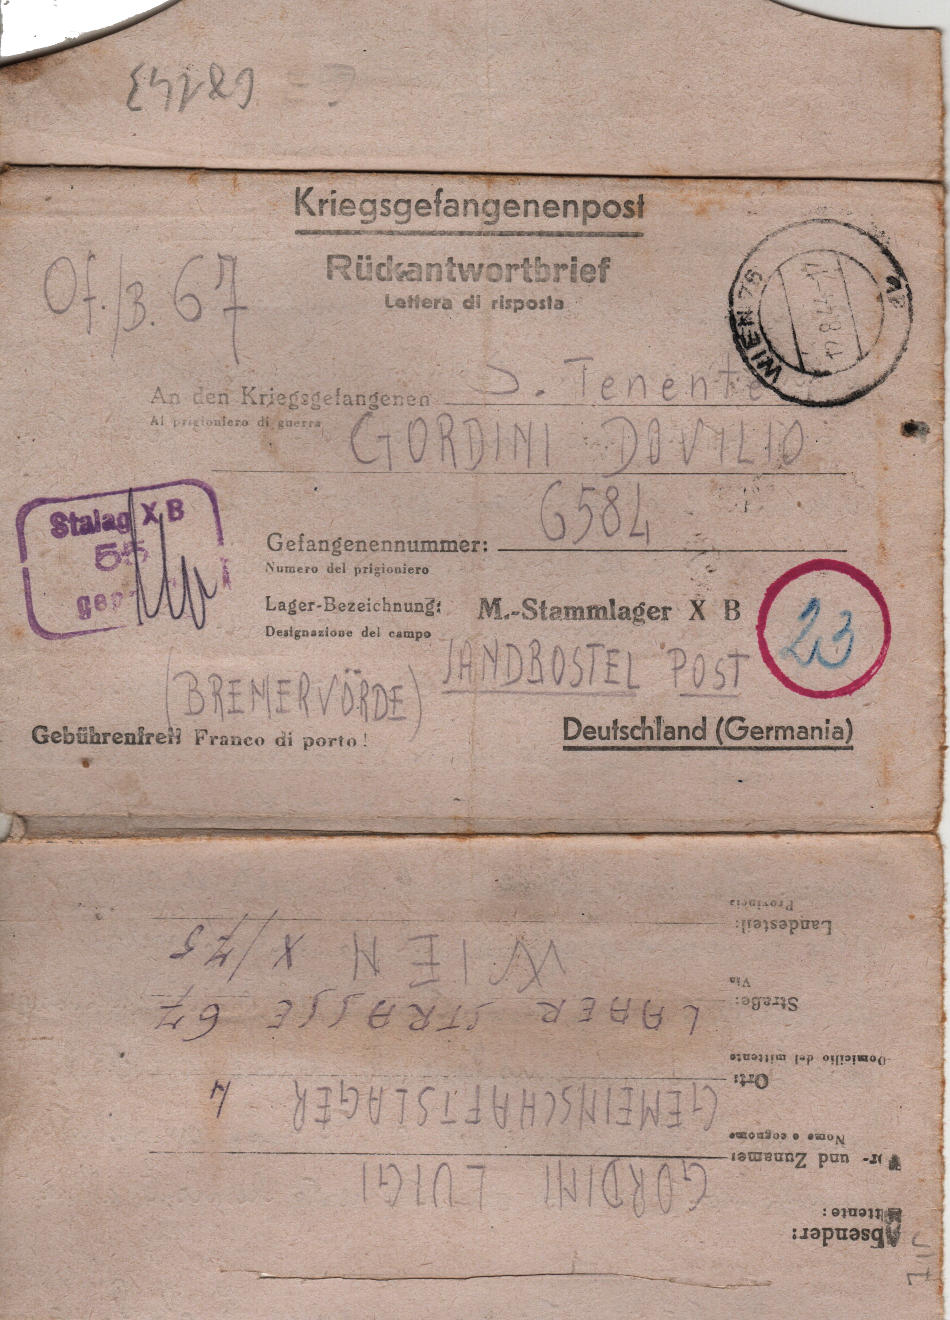 Kriegsgefangenenpost
Rückantwortbrief
Lettera di risposta
Of./3. 67
WIEN 75
An den Kriegsgefangenen S. Tenente
Al prigioniero di guerra
GORDINI DOVILIO
Stalag X B
Gefangenennummer: 6584
Numero del prigioniero
Lager-Bezeichnung: M.-Stammlager X B
Designazione del campo
23
SANDBOSTEL POST
(BREMERVÖRDE)
Gebührenfrei! Franco di porto!
Deutschland (Germania)
Absender:
Mittente:
Vor- und Zuname: GORDINI LUIGI
Nome e cognome
Ort: GEMEINSCHAFTSLAGER 4
Domicilio del mittente
Straße: LAAER STRASSE 67
Via
WIEN X/75
Landesteil:
Provincia